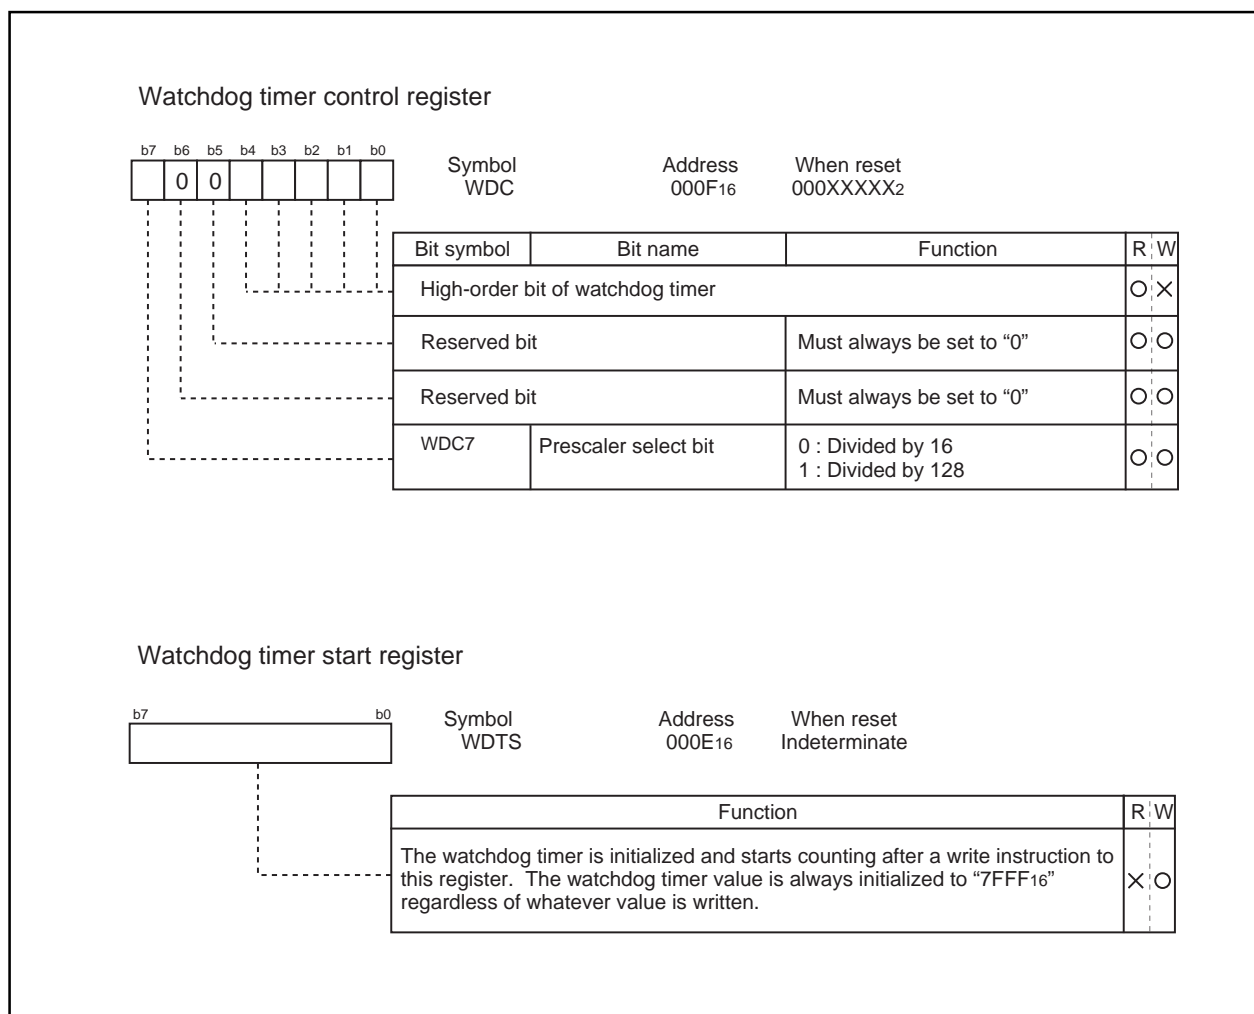 Watchdog timer control register
b7 b6 b5 b4 b3 b2 b1 b0
0 0
Symbol Address When reset
WDC 000F16 000XXXXX2
Bit symbol Bit name Function R W
High-order bit of watchdog timer
Reserved bit Must always be set to “0”
Reserved bit Must always be set to “0”
WDC7 Prescaler select bit 0 : Divided by 16
1 : Divided by 128
Watchdog timer start register
b7 b0
Symbol Address When reset
WDTS 000E16 Indeterminate
Function R W
The watchdog timer is initialized and starts counting after a write instruction to
this register. The watchdog timer value is always initialized to “7FFF16”
regardless of whatever value is written.